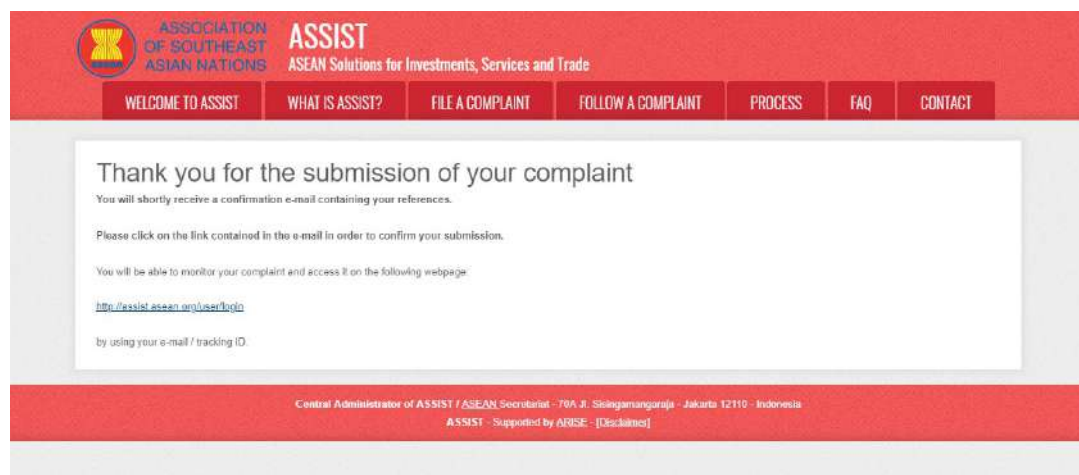 ASSOCIATION
OF SOUTHEAST
ASIAN NATIONS
ASSIST
ASEAN Solutions for Investments, Services and Trade
WELCOME TO ASSIST WHAT IS ASSIST? FILE A COMPLAINT FOLLOW A COMPLAINT PROCESS FAQ CONTACT
Thank you for the submission of your complaint
You will shortly receive a confirmation e-mail containing your references.
Please click on the link contained in the e-mail in order to confirm your submission.
You will be able to monitor your complaint and access it on the following webpage:
http://assist.asean.org/user/login
by using your e-mail / tracking ID.
Central Administrator of ASSIST / ASEAN Secretariat - 70A Jl. Sisingamangaraja - Jakarta 12110 - Indonesia
ASSIST - Supported by ARISE - [Disclaimer]